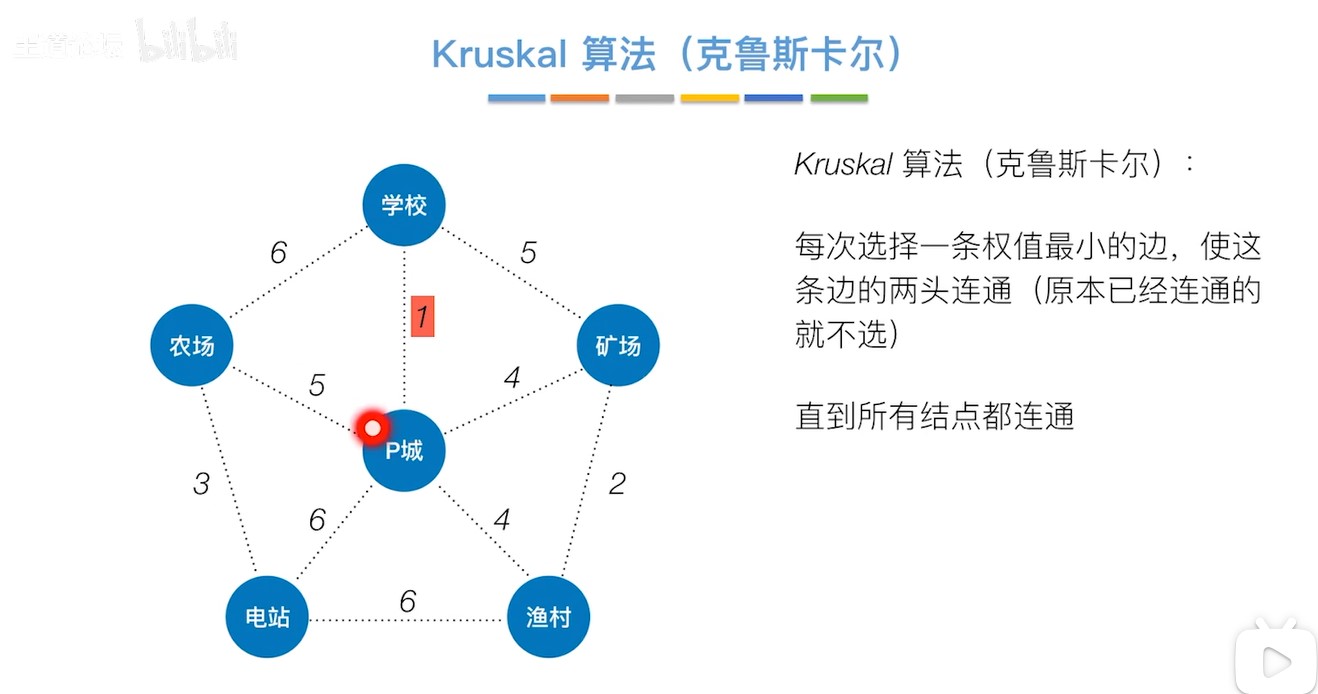 bilibili
Kruskal 算法（克鲁斯卡尔）
Kruskal 算法（克鲁斯卡尔）：
每次选择一条权值最小的边，使这
条边的两头连通（原本已经连通的
就不选）
直到所有结点都连通
学校
6
5
1
农场
矿场
5
4
P城
3
2
6
4
电站
6
渔村